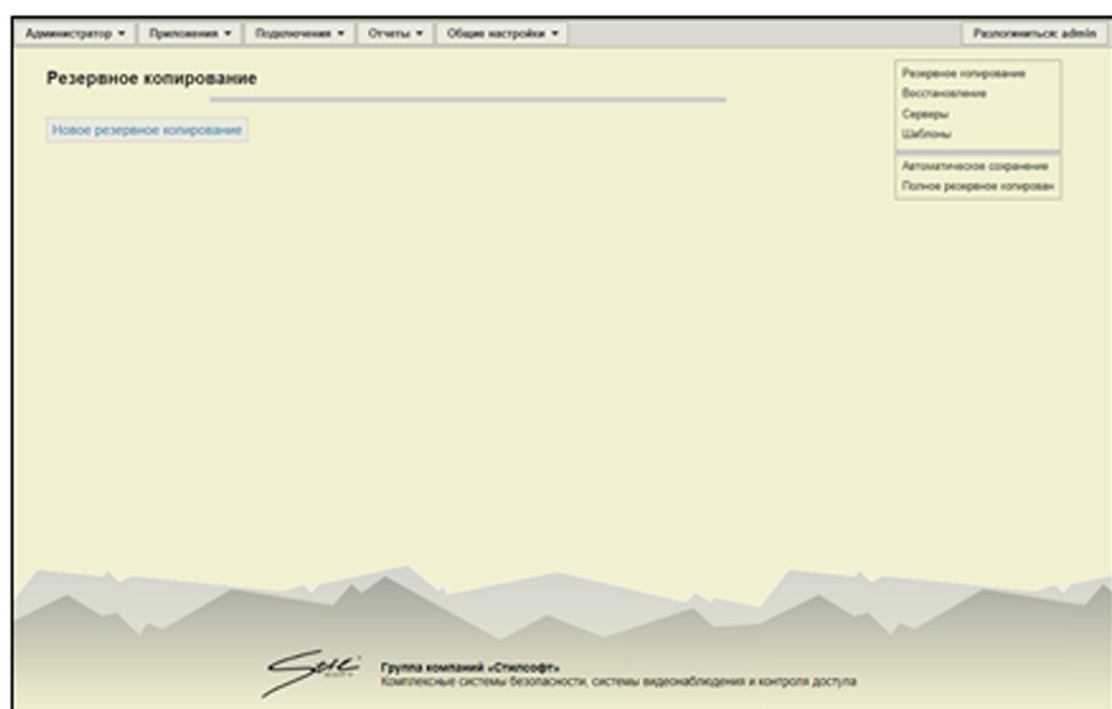 Администратор ▼ Приложения ▼ Подключения ▼ Отчеты ▼ Общие настройки ▼ Разлогиниться: admin
Резервное копирование
Новое резервное копирование
Резервное копирование
Восстановление
Серверы
Шаблоны
Автоматическое сохранение
Полное резервное копирован
Группа компаний «Стилсофт»
Комплексные системы безопасности, системы видеонаблюдения и контроля доступа